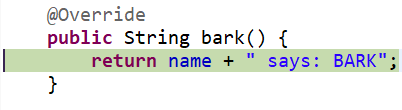 @Override
public String bark() {
return name + " says: BARK";
}